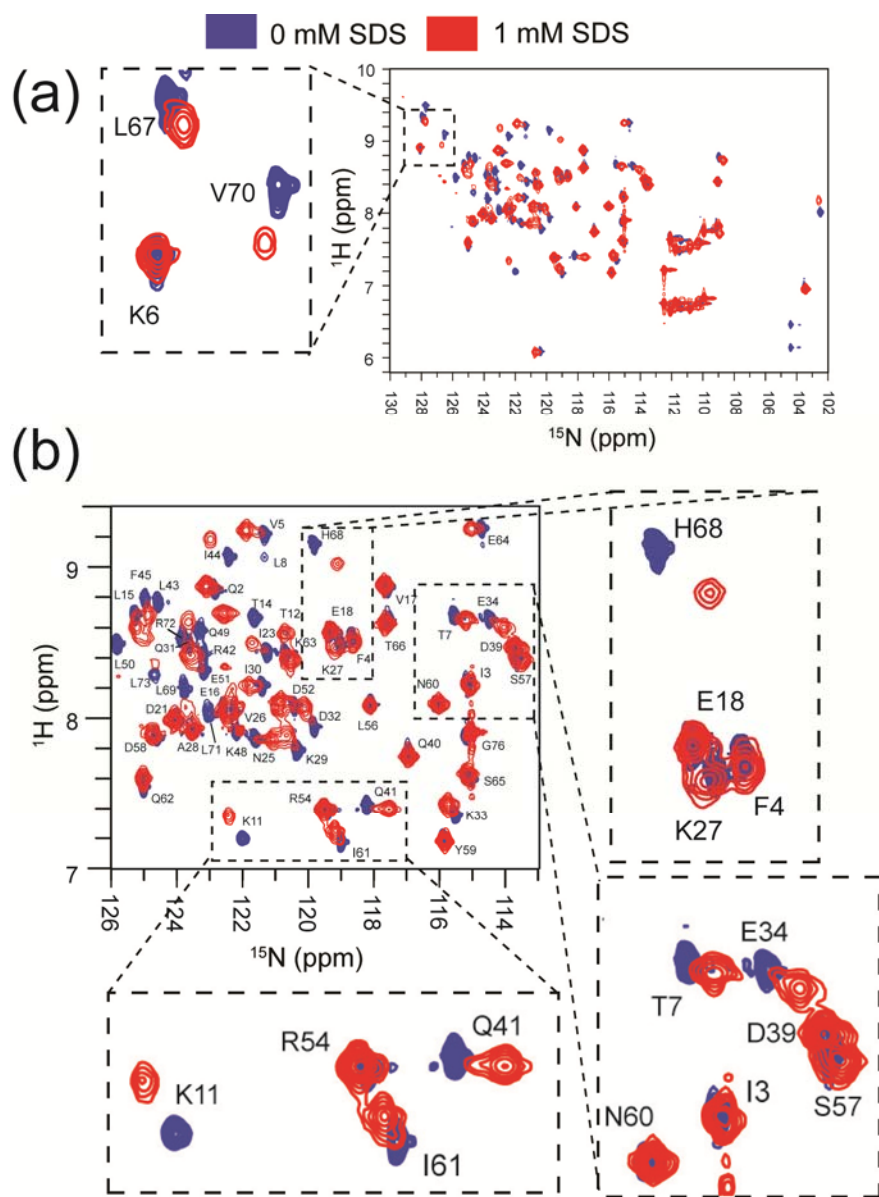 0 mM SDS 1 mM SDS
(a)
L67
V70
K6
10
9
8
7
6
¹H (ppm)
130 128 126 124 122 120 118 116 114 112 110 108 106 104 102
¹⁵N (ppm)
(b)
9
8
7
¹H (ppm)
V5
H68
E64
I44
L8
F45
L43
L15
Q2
T14
T12
E18
V17
T7
E34
R72
Q49
I23
T66
D39
Q31
R42
K63
F4
K27
S57
L50
L73
E51
I30
I3
L69
E16
D52
N60
D21
V26
D32
L56
D58
A28
L71
K48
N25
K29
Q40
G76
Q62
S65
R54
Q41
K33
K11
I61
Y59
126 124 122 120 119 118 116 114
¹⁵N (ppm)
H68
E18
K27
F4
E34
T7
D39
I3
S57
N60
R54
Q41
K11
I61